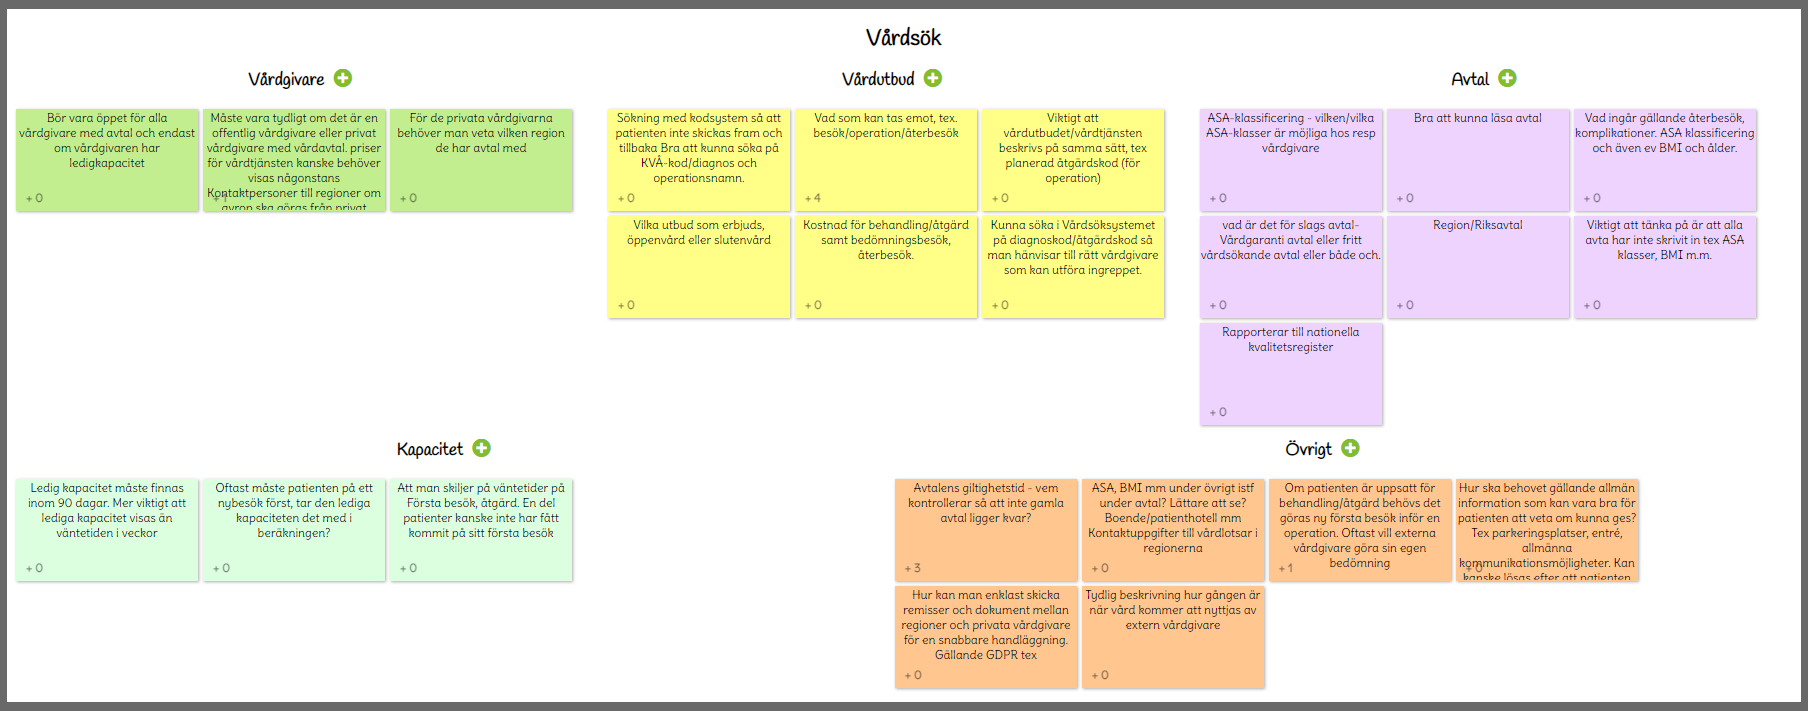 Vårdsök
Vårdgivare
Bör vara öppet för alla
vårdgivare med avtal och endast
om vårdgivaren har
ledigkapacitet
+ 0
Måste vara tydligt om det är en
offentlig vårdgivare eller privat
vårdgivare med vårdavtal. priser
för vårdtjänsten kanske behöver
visas någonstans
Kontaktpersoner till regioner om
avrop ska göras från privat
+ 1
För de privata vårdgivarna
behöver man veta vilken region
de har avtal med
+ 0
Vårdutbud
Sökning med kodsystem så att
patienten inte skickas fram och
tillbaka Bra att kunna söka på
KVÅ-kod/diagnos och
operationsnamn.
+ 0
Vad som kan tas emot, tex.
besök/operation/återbesök
+ 4
Viktigt att
vårdutbudet/vårdtjänsten
beskrivs på samma sätt, tex
planerad åtgärdskod (för
operation)
+ 0
Vilka utbud som erbjuds,
öppenvård eller slutenvård
+ 0
Kostnad för behandling/åtgärd
samt bedömningsbesök,
återbesök.
+ 0
Kunna söka i Vårdsöksystemet
på diagnoskod/åtgärdskod så
man hänvisar till rätt vårdgivare
som kan utföra ingreppet.
+ 0
Avtal
ASA-klassificering - vilken/vilka
ASA-klasser är möjliga hos resp
vårdgivare
+ 0
Bra att kunna läsa avtal
+ 0
Vad ingår gällande återbesök,
komplikationer. ASA klassificering
och även ev BMI och ålder.
+ 0
vad är det för slags avtal-
Vårdgaranti avtal eller fritt
vårdsökande avtal eller både och.
+ 0
Region/Riksavtal
+ 0
Viktigt att tänka på är att alla
avta har inte skrivit in tex ASA
klasser, BMI m.m.
+ 0
Rapporterar till nationella
kvalitetsregister
+ 0
Kapacitet
Ledig kapacitet måste finnas
inom 90 dagar. Mer viktigt att
lediga kapacitet visas än
väntetiden i veckor
+ 0
Oftast måste patienten på ett
nybesök först, tar den lediga
kapaciteten det med i
beräkningen?
+ 0
Att man skiljer på väntetider på
Första besök, åtgärd. En del
patienter kanske inte har fått
kommit på sitt första besök
+ 0
Övrigt
Avtalens giltighetstid - vem
kontrollerar så att inte gamla
avtal ligger kvar?
+ 3
ASA, BMI mm under övrigt istf
under avtal? Lättare att se?
Boende/patienthotell mm
Kontaktuppgifter till vårdlotsar i
regionerna
+ 0
Om patienten är uppsatt för
behandling/åtgärd behövs det
göras ny första besök inför en
operation. Oftast vill externa
vårdgivare göra sin egen
bedömning
+ 1
Hur ska behovet gällande allmän
information som kan vara bra för
patienten att veta om kunna ges?
Tex parkeringsplatser, entré,
allmänna
kommunikationsmöjligheter. Kan
kanske lösas efter att patienten
+ 0
Hur kan man enklast skicka
remisser och dokument mellan
regioner och privata vårdgivare
för en snabbare handläggning.
Gällande GDPR tex
+ 0
Tydlig beskrivning hur gången är
när vård kommer att nyttjas av
extern vårdgivare
+ 0